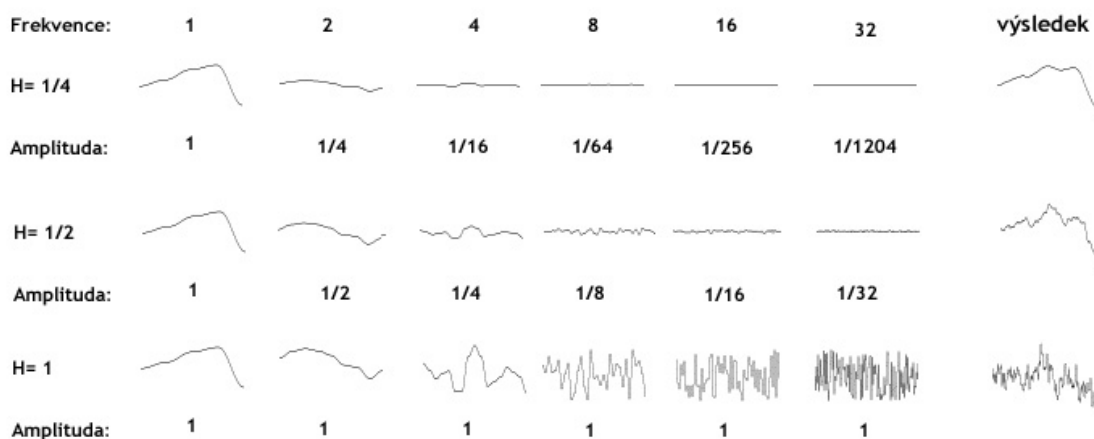 Frekvence: 1 2 4 8 16 32 výsledek
H= 1/4
Amplituda: 1 1/4 1/16 1/64 1/256 1/1204
H= 1/2
Amplituda: 1 1/2 1/4 1/8 1/16 1/32
H= 1
Amplituda: 1 1 1 1 1 1